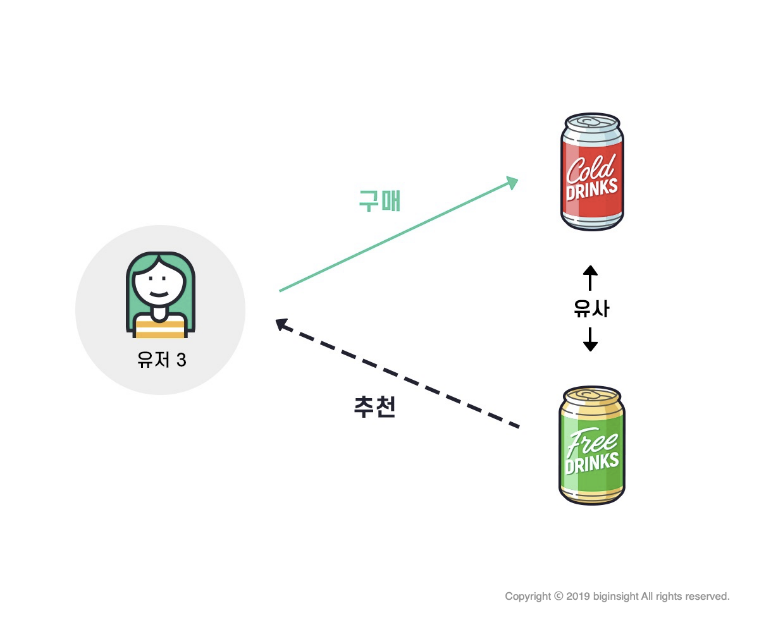 Cold
DRINKS
구매
유사
유저 3
추천
Free
DRINKS
Copyright ⓒ 2019 biginsight All rights reserved.